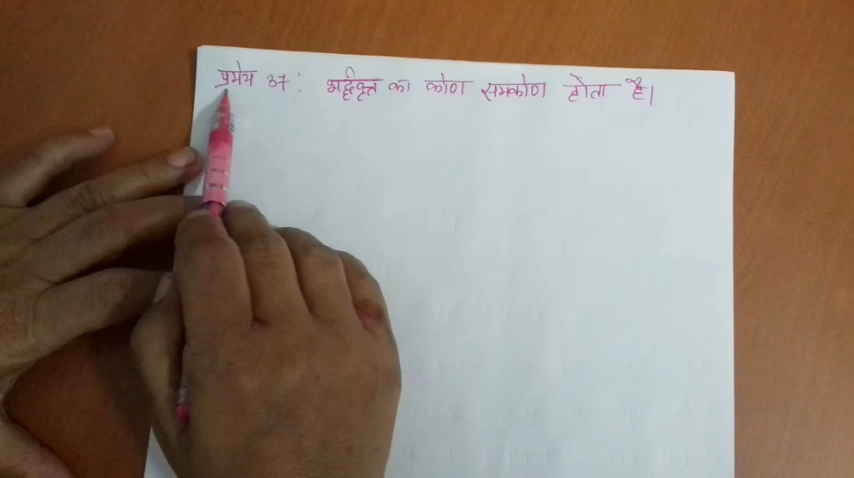 प्रमेय 37: अर्द्धवृत्त का कोण समकोण होता है।